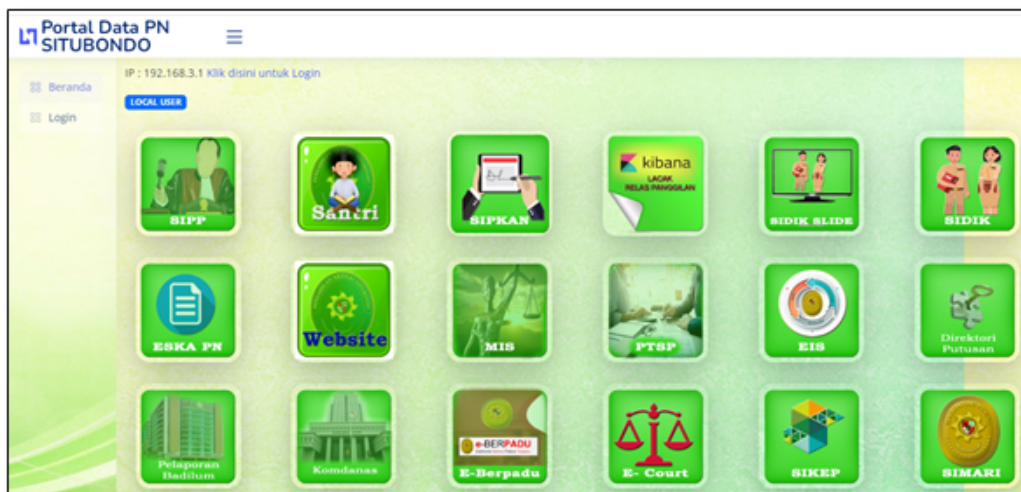 Portal Data PN
SITUBONDO
IP : 192.168.3.1 Klik disini untuk Login
Beranda
LOCAL USER
Login
SIPP
Santri
SIPKAN
kibana
LACAK
RELAS PANGGILAN
SIDIK SLIDE
SIDIK
ESKA PN
Website
MIS
PTSP
EIS
Direktori
Putusan
Pelaporan
Badilum
Komdanas
e-BERPADU
E-Berpadu
E- Court
SIKEP
SIMARI